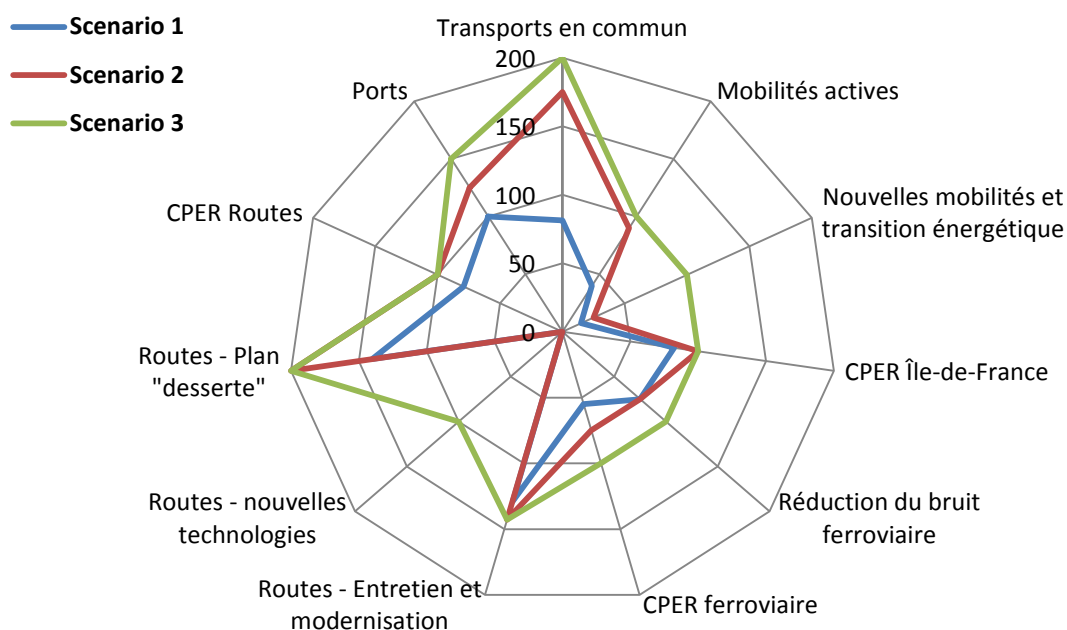 Scenario 1
Scenario 2
Scenario 3
Transports en commun
200
150
100
50
0
Mobilités actives
Nouvelles mobilités et
transition énergétique
CPER Île-de-France
Réduction du bruit
ferroviaire
CPER ferroviaire
Routes - Entretien et
modernisation
Routes - nouvelles
technologies
Routes - Plan
"desserte"
CPER Routes
Ports